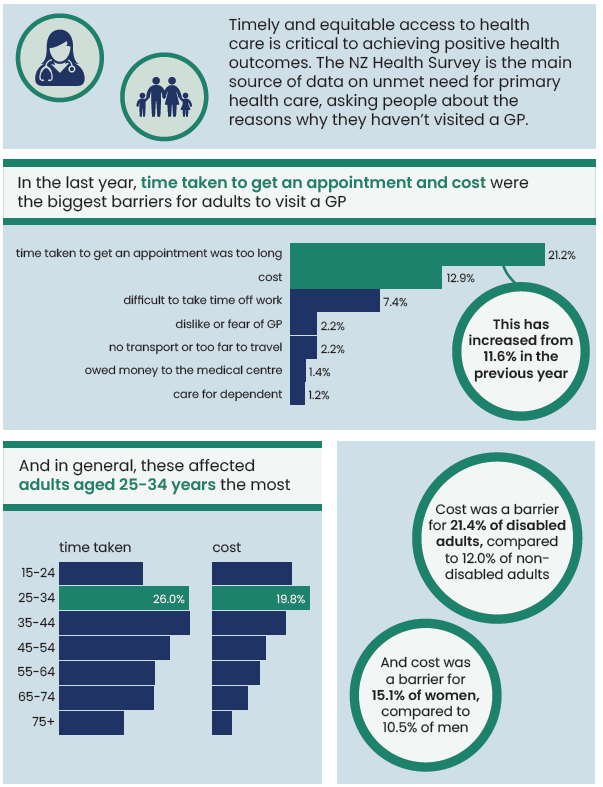 Timely and equitable access to health
care is critical to achieving positive health
outcomes. The NZ Health Survey is the main
source of data on unmet need for primary
health care, asking people about the
reasons why they haven't visited a GP.
In the last year, time taken to get an appointment and cost were
the biggest barriers for adults to visit a GP
time taken to get an appointment was too long 21.2%
cost 12.9%
difficult to take time off work 7.4%
dislike or fear of GP 2.2%
no transport or too far to travel 2.2%
owed money to the medical centre 1.4%
care for dependent 1.2%
This has
increased from
11.6% in the
previous year
And in general, these affected
adults aged 25-34 years the most
time taken cost
15-24
25-34 26.0% 19.8%
35-44
45-54
55-64
65-74
75+
Cost was a barrier
for 21.4% of disabled
adults, compared
to 12.0% of non-
disabled adults
And cost was
a barrier for
15.1% of women,
compared to
10.5% of men